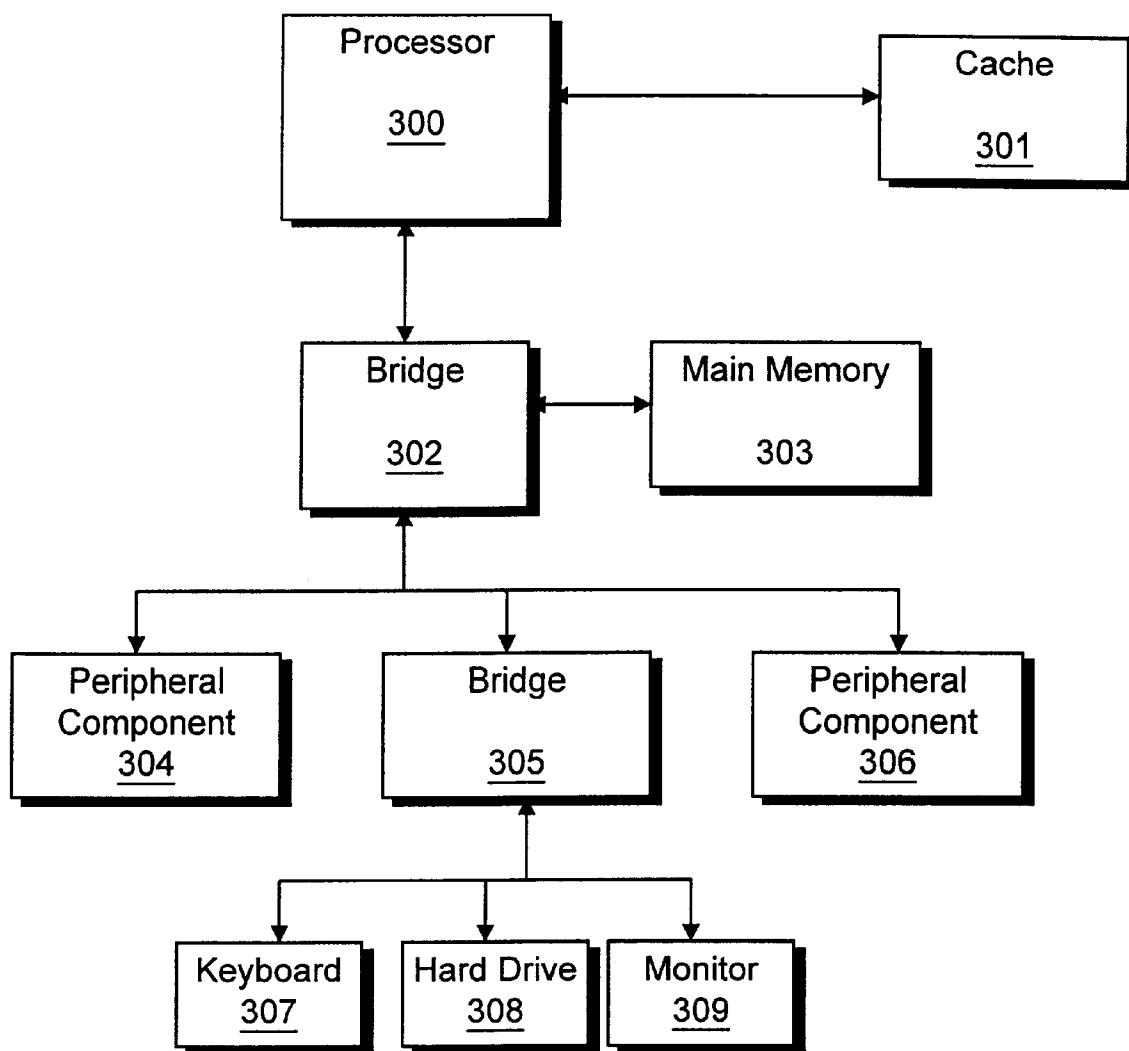 Processor
300
Cache
301
Bridge
302
Main Memory
303
Peripheral
Component
304
Bridge
305
Peripheral
Component
306
Keyboard
307
Hard Drive
308
Monitor
309